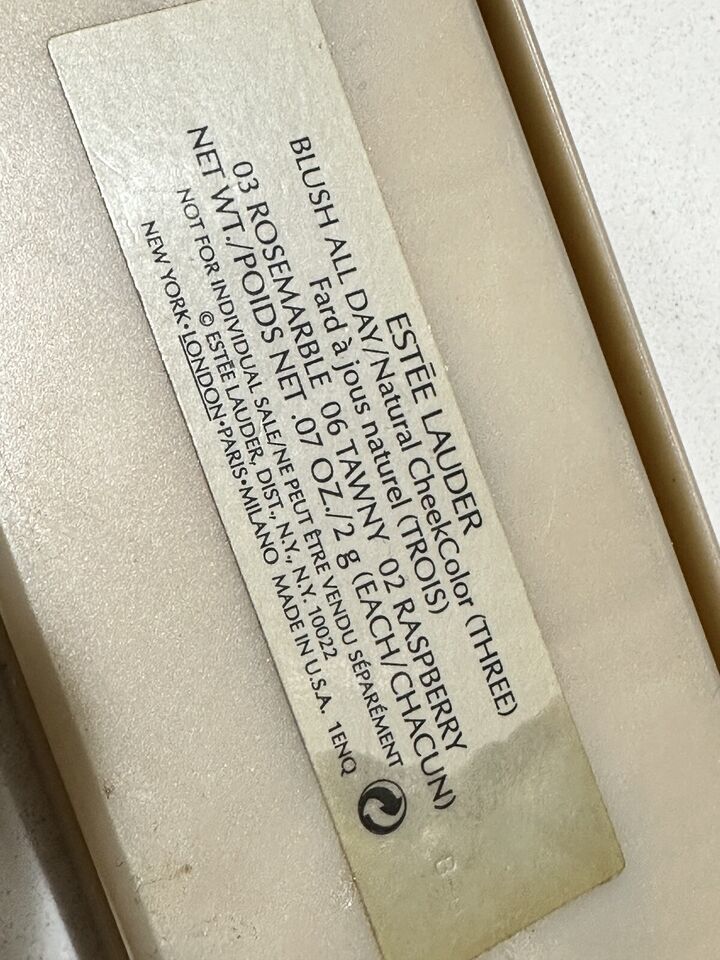 ESTĒE LAUDER
BLUSH ALL DAY/Natural CheekColor (THREE)
Fard à jous naturel (TROIS)
03 ROSEMARBLE 06 TAWNY 02 RASPBERRY
NET WT./POIDS NET .07 OZ./2 g (EACH/CHACUN)
NOT FOR INDIVIDUAL SALE/NE PEUT ÊTRE VENDU SÉPARÉMENT
© ESTĒE LAUDER, DIST., N.Y., N.Y. 10022
NEW YORK•LONDON•PARIS•MILANO MADE IN U.S.A. 1ENQ